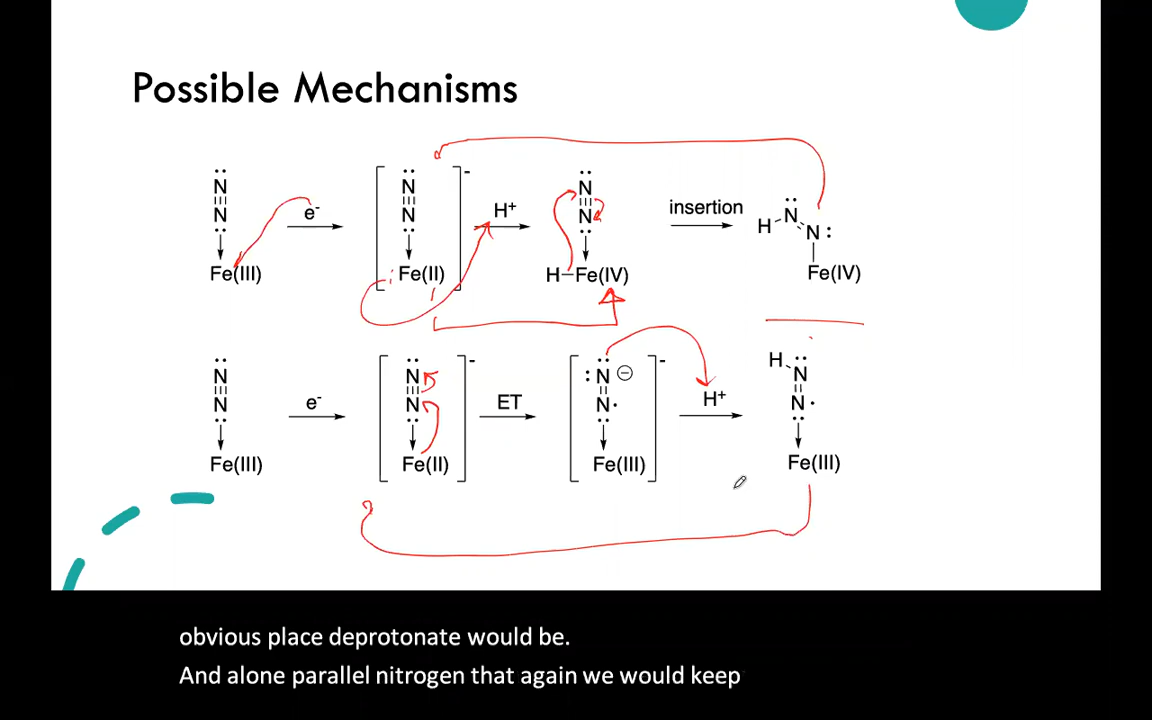 Possible Mechanisms
N N N
N N e- N - H+ N insertion H N N :
Fe(III) Fe(II) H–Fe(IV) Fe(IV)
N N - : N ⊖ - H N
N e- N ET N· H+ N·
Fe(III) Fe(II) Fe(III) Fe(III)
obvious place deprotonate would be.
And alone parallel nitrogen that again we would keep